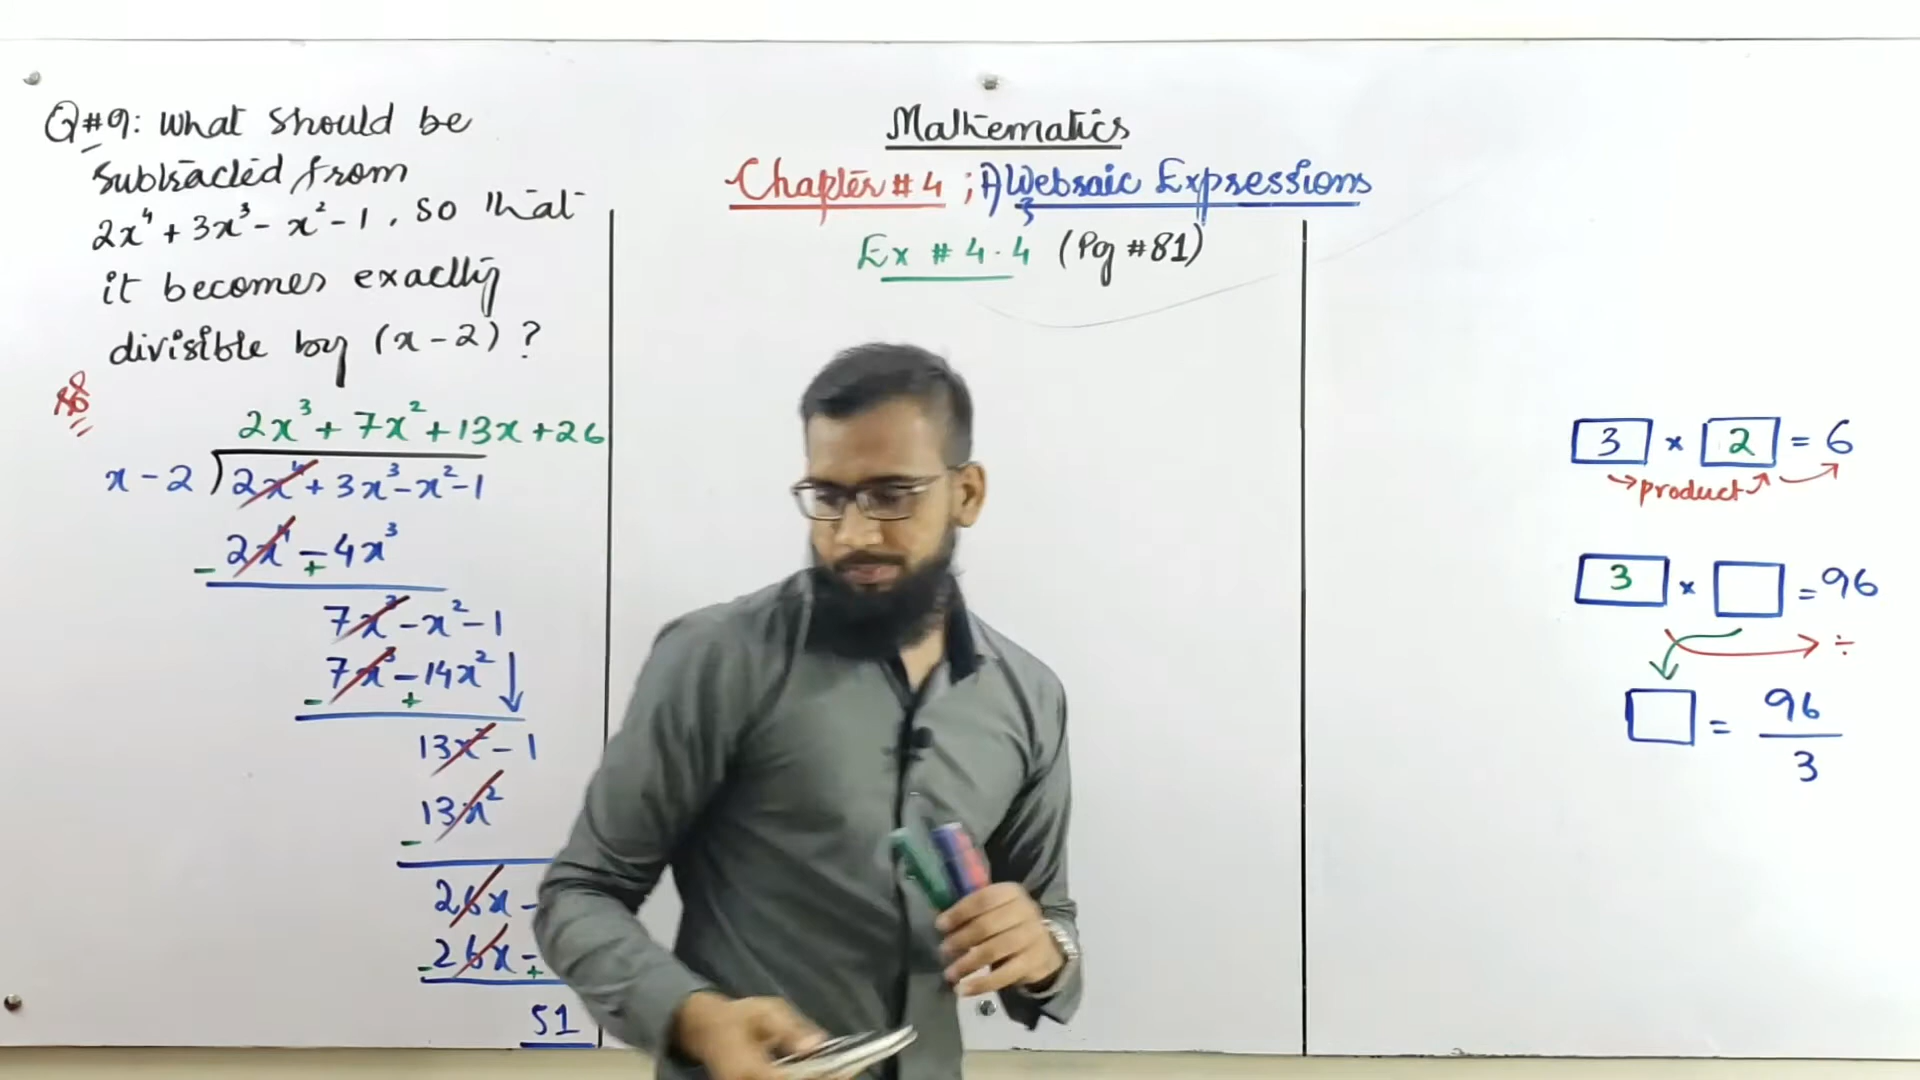 Mathematics
Chapter # 4 ; Algebraic Expressions
Ex # 4.4 (Pg #81)
Q#9: What should be
subtracted from
2x⁴ + 3x³ - x² - 1, so that
it becomes exactly
divisible by (x - 2) ?
2x³ + 7x² + 13x + 26
x - 2 ) 2x⁴ + 3x³ - x² - 1
2x⁴ - 4x³
- +
7x³ - x² - 1
7x³ - 14x² ↓
- +
13x² - 1
13x²
-
26x -
26x -
- +
51
3 × 2 = 6
→ product ↗
3 × □ = 96
→ ÷
□ = 96
3